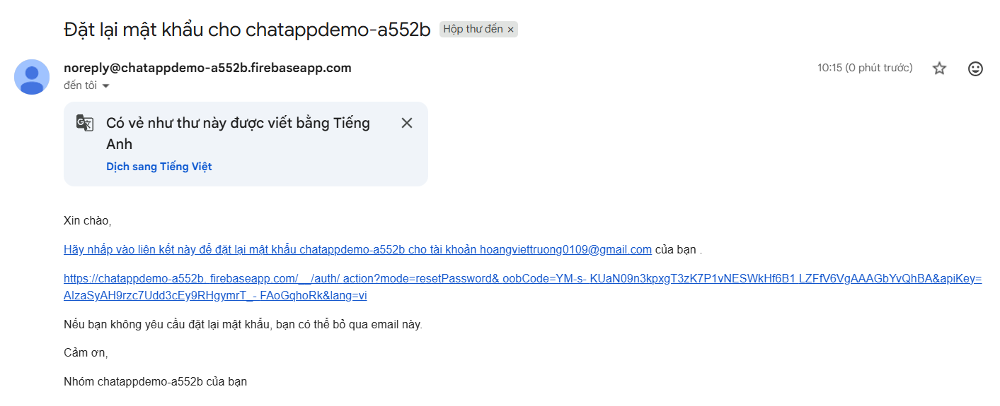 Đặt lại mật khẩu cho chatappdemo-a552b Hộp thư đến ×
noreply@chatappdemo-a552b.firebaseapp.com 10:15 (0 phút trước)
đến tôi
Có vẻ như thư này được viết bằng Tiếng
Anh
Dịch sang Tiếng Việt
Xin chào,
Hãy nhấp vào liên kết này để đặt lại mật khẩu chatappdemo-a552b cho tài khoản hoangviettruong0109@gmail.com của bạn .
https://chatappdemo-a552b. firebaseapp.com/__/auth/ action?mode=resetPassword& oobCode=YM-s- KUaN09n3kpxgT3zK7P1vNESWkHf6B1 LZFfV6VgAAAGbYvQhBA&apiKey=
AIzaSyAH9rzc7Udd3cEy9RHgymrT_- FAoGqhoRk&lang=vi
Nếu bạn không yêu cầu đặt lại mật khẩu, bạn có thể bỏ qua email này.
Cảm ơn,
Nhóm chatappdemo-a552b của bạn